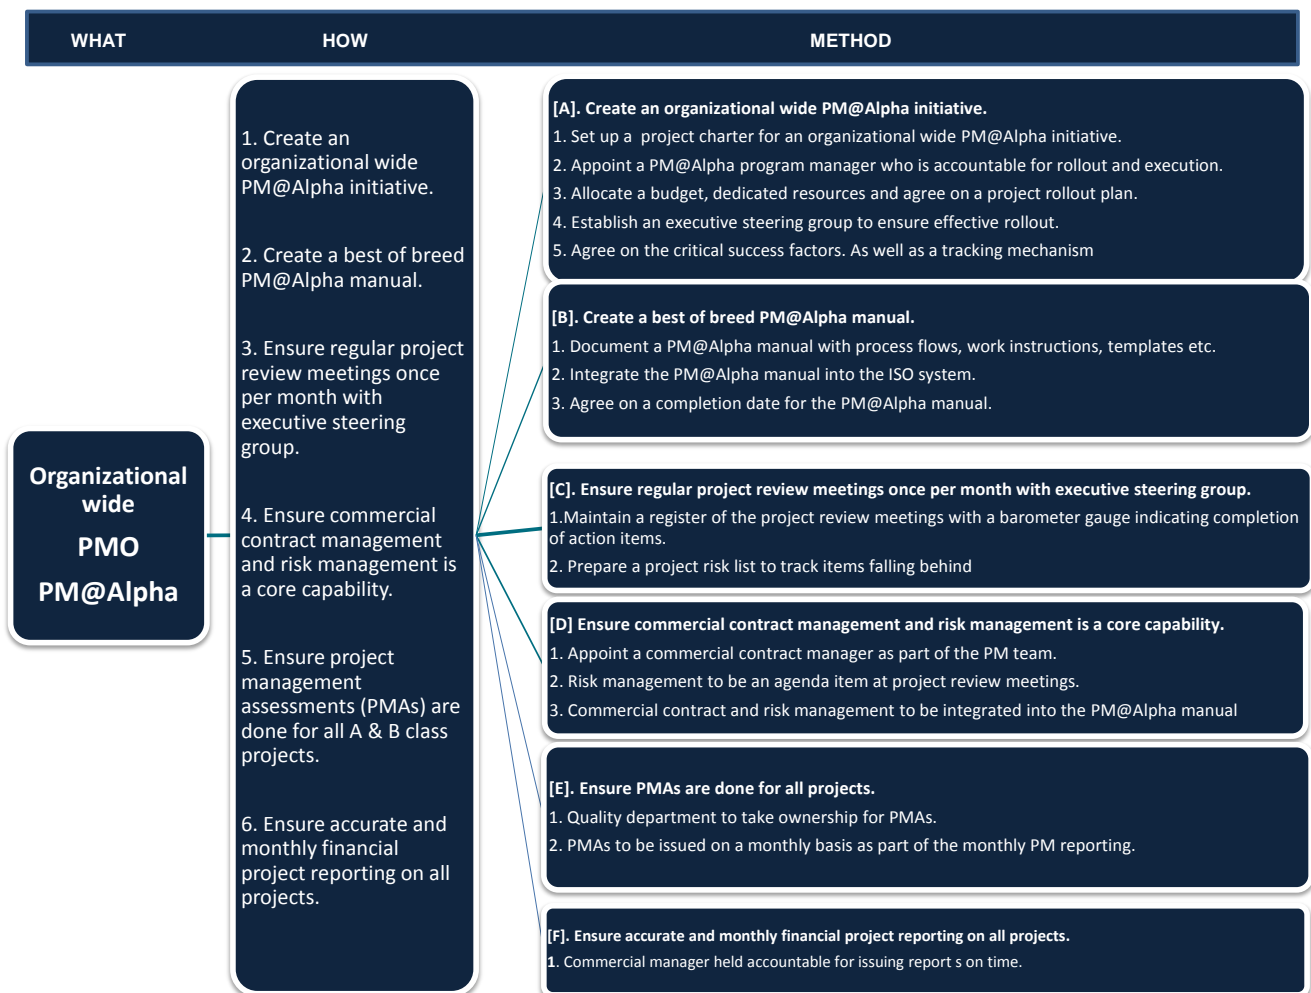 WHAT HOW METHOD
Organizational
wide
PMO
PM@Alpha
1. Create an
organizational wide
PM@Alpha initiative.
2. Create a best of breed
PM@Alpha manual.
3. Ensure regular project
review meetings once
per month with
executive steering
group.
4. Ensure commercial
contract management
and risk management is
a core capability.
5. Ensure project
management
assessments (PMAs) are
done for all A & B class
projects.
6. Ensure accurate and
monthly financial
project reporting on all
projects.
[A]. Create an organizational wide PM@Alpha initiative.
1. Set up a  project charter for an organizational wide PM@Alpha initiative.
2. Appoint a PM@Alpha program manager who is accountable for rollout and execution.
3. Allocate a budget, dedicated resources and agree on a project rollout plan.
4. Establish an executive steering group to ensure effective rollout.
5. Agree on the critical success factors. As well as a tracking mechanism
[B]. Create a best of breed PM@Alpha manual.
1. Document a PM@Alpha manual with process flows, work instructions, templates etc.
2. Integrate the PM@Alpha manual into the ISO system.
3. Agree on a completion date for the PM@Alpha manual.
[C]. Ensure regular project review meetings once per month with executive steering group.
1.Maintain a register of the project review meetings with a barometer gauge indicating completion
of action items.
2. Prepare a project risk list to track items falling behind
[D] Ensure commercial contract management and risk management is a core capability.
1. Appoint a commercial contract manager as part of the PM team.
2. Risk management to be an agenda item at project review meetings.
3. Commercial contract and risk management to be integrated into the PM@Alpha manual
[E]. Ensure PMAs are done for all projects.
1. Quality department to take ownership for PMAs.
2. PMAs to be issued on a monthly basis as part of the monthly PM reporting.
[F]. Ensure accurate and monthly financial project reporting on all projects.
1. Commercial manager held accountable for issuing report s on time.